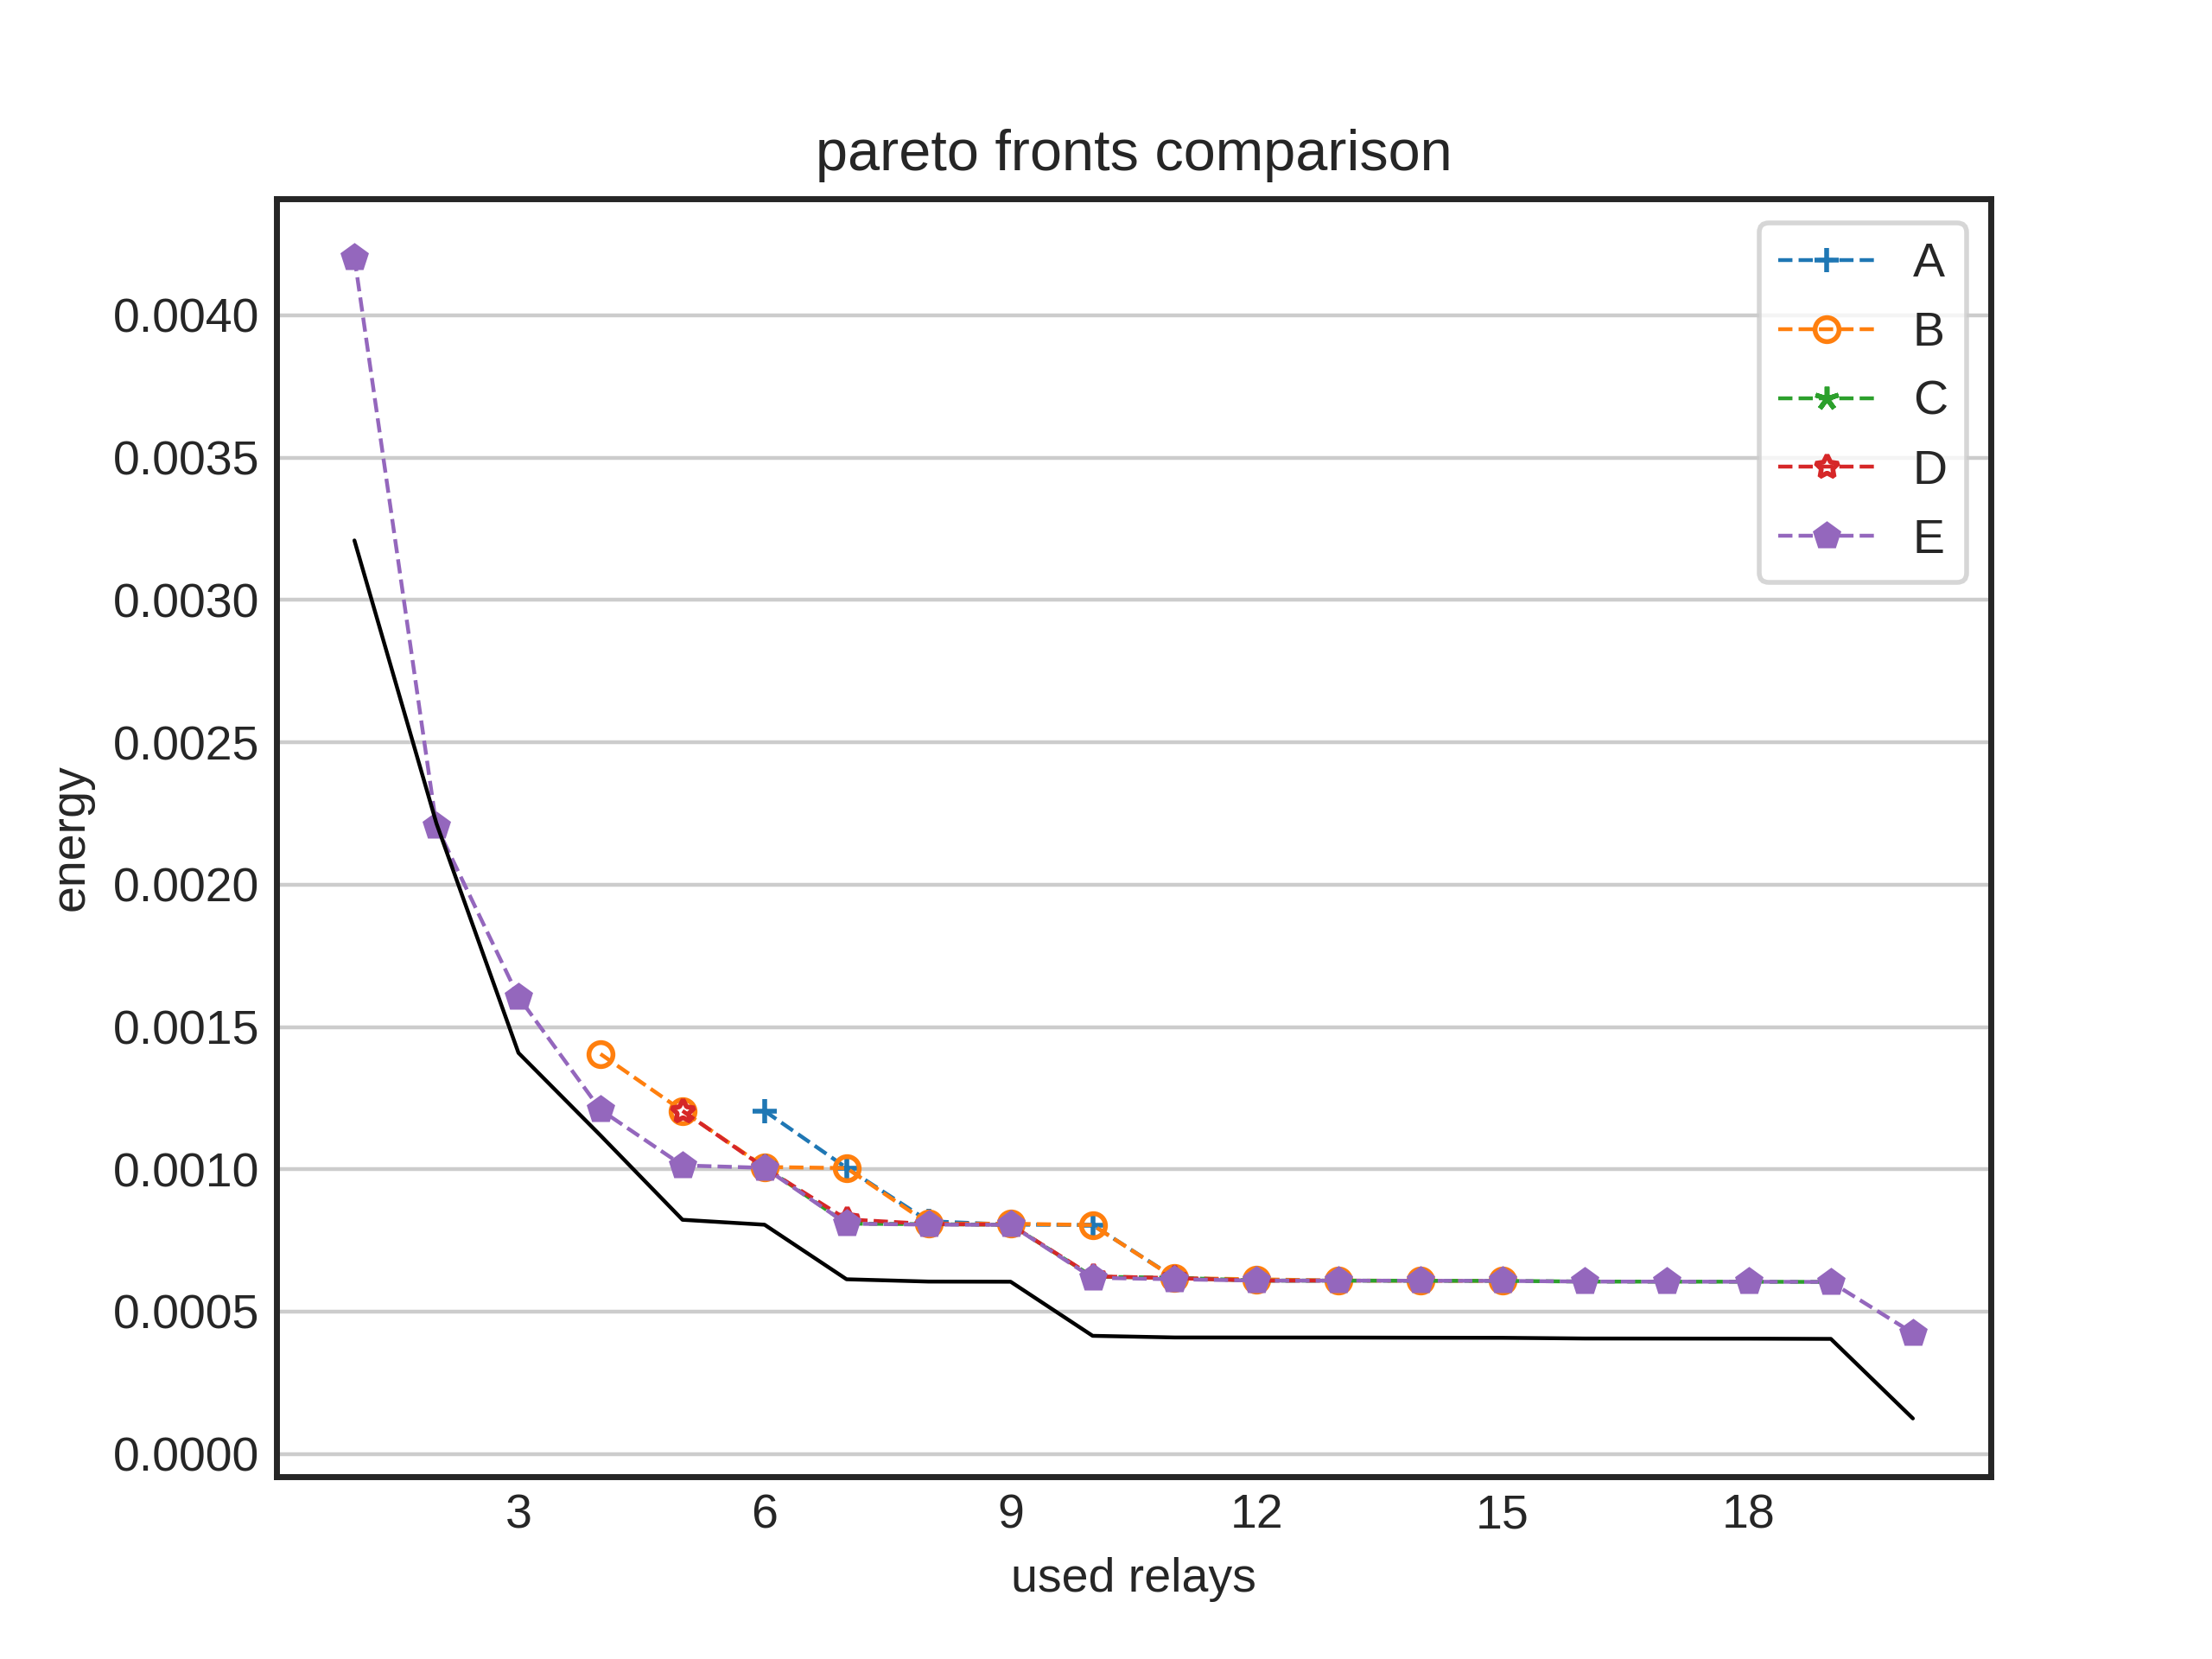 pareto fronts comparison
A
B
C
D
E
0.0040
0.0035
0.0030
0.0025
0.0020
0.0015
0.0010
0.0005
0.0000
energy
3 6 9 12 15 18
used relays